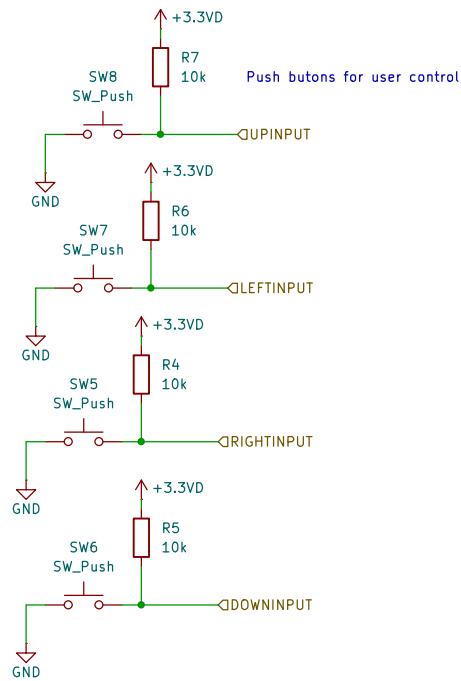 +3.3VD
R7
10k
Push butons for user control
SW8
SW_Push
UPINPUT
GND
+3.3VD
R6
10k
SW7
SW_Push
LEFTINPUT
GND
+3.3VD
R4
10k
SW5
SW_Push
RIGHTINPUT
GND
+3.3VD
R5
10k
SW6
SW_Push
DOWNINPUT
GND